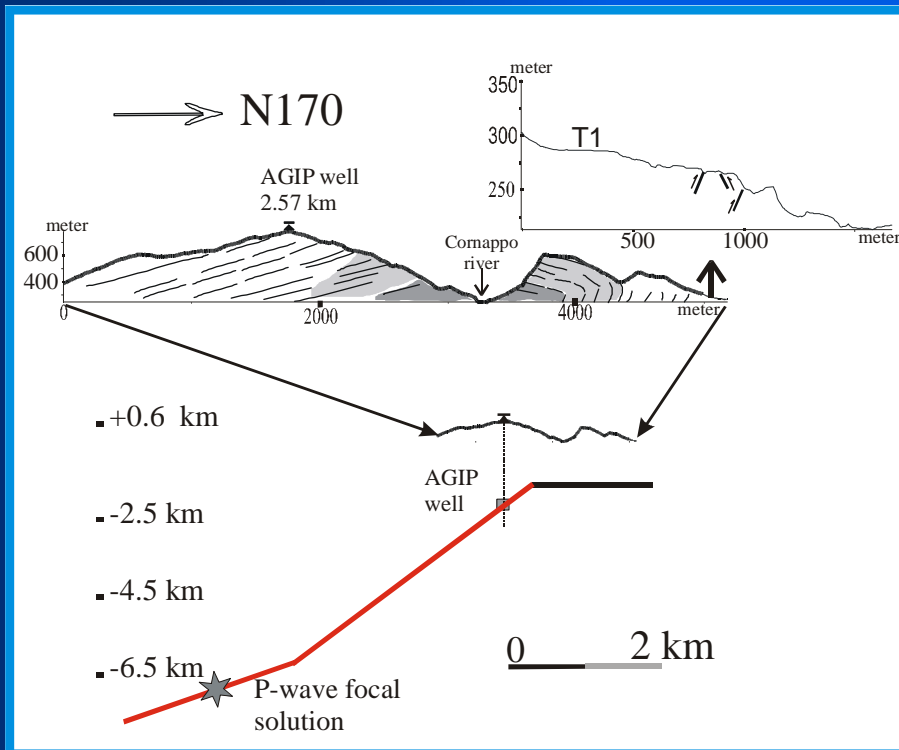 350
meter
N170
300
T1
AGIP well
2.57 km
250
meter
Cornappo
river
500
1000
meter
600
400
0
2000
4000
meter
+0.6 km
AGIP
well
-2.5 km
-4.5 km
0
2 km
-6.5 km
P-wave focal
solution